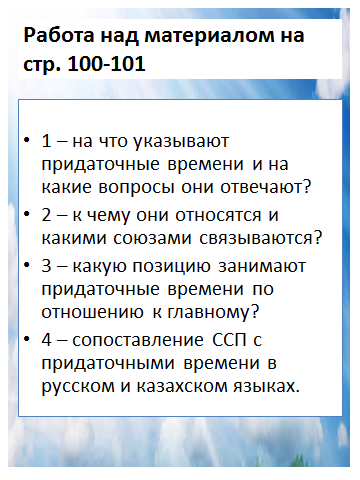 Работа над материалом на
стр. 100-101
• 1 – на что указывают
придаточные времени и на
какие вопросы они отвечают?
• 2 – к чему они относятся и
какими союзами связываются?
• 3 – какую позицию занимают
придаточные времени по
отношению к главному?
• 4 – сопоставление ССП с
придаточными времени в
русском и казахском языках.